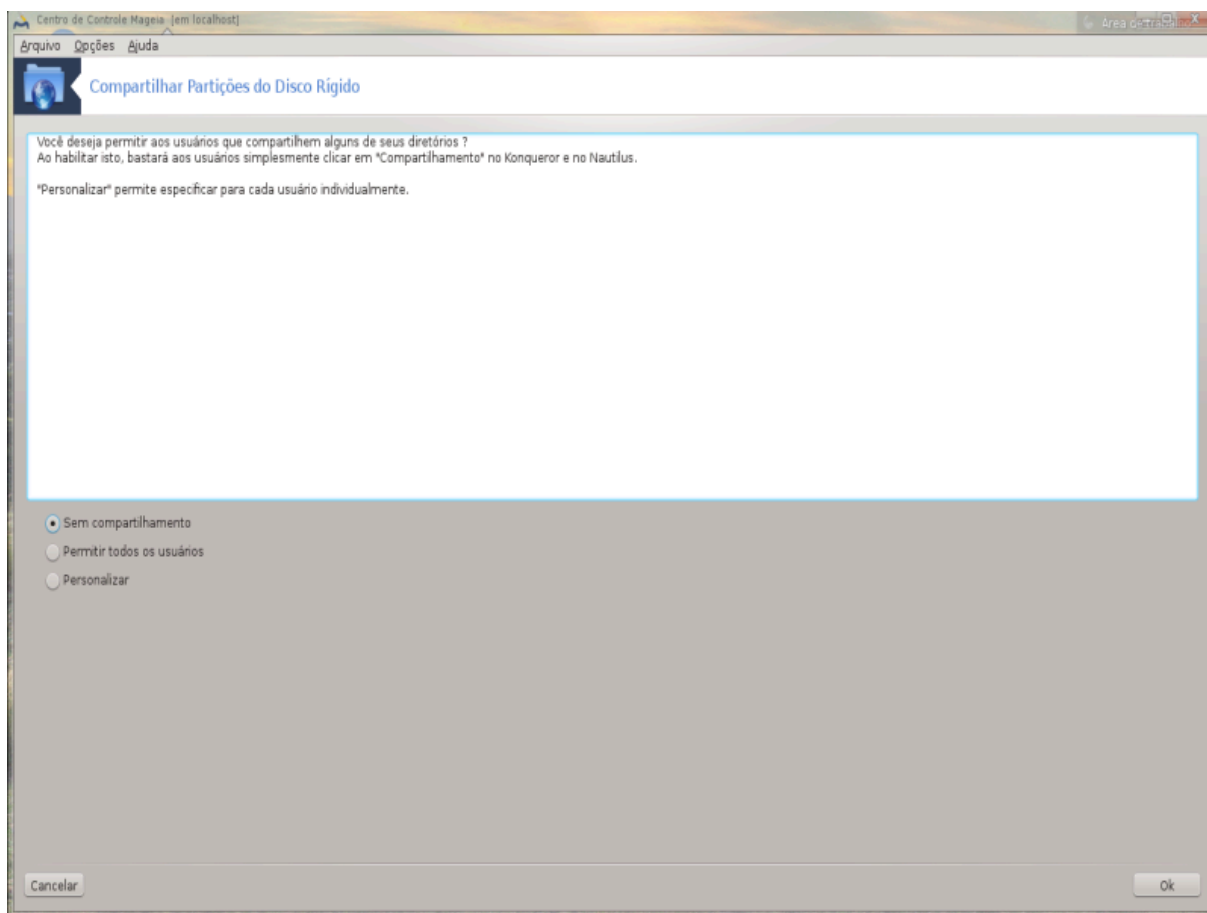 Centro de Controle Mageia [em localhost]
Arquivo Opções Ajuda
Compartilhar Partições do Disco Rígido
Você deseja permitir aos usuários que compartilhem alguns de seus diretórios ?
Ao habilitar isto, bastará aos usuários simplesmente clicar em "Compartilhamento" no Konqueror e no Nautilus.
"Personalizar" permite especificar para cada usuário individualmente.
Sem compartilhamento
Permitir todos os usuários
Personalizar
Cancelar
Ok